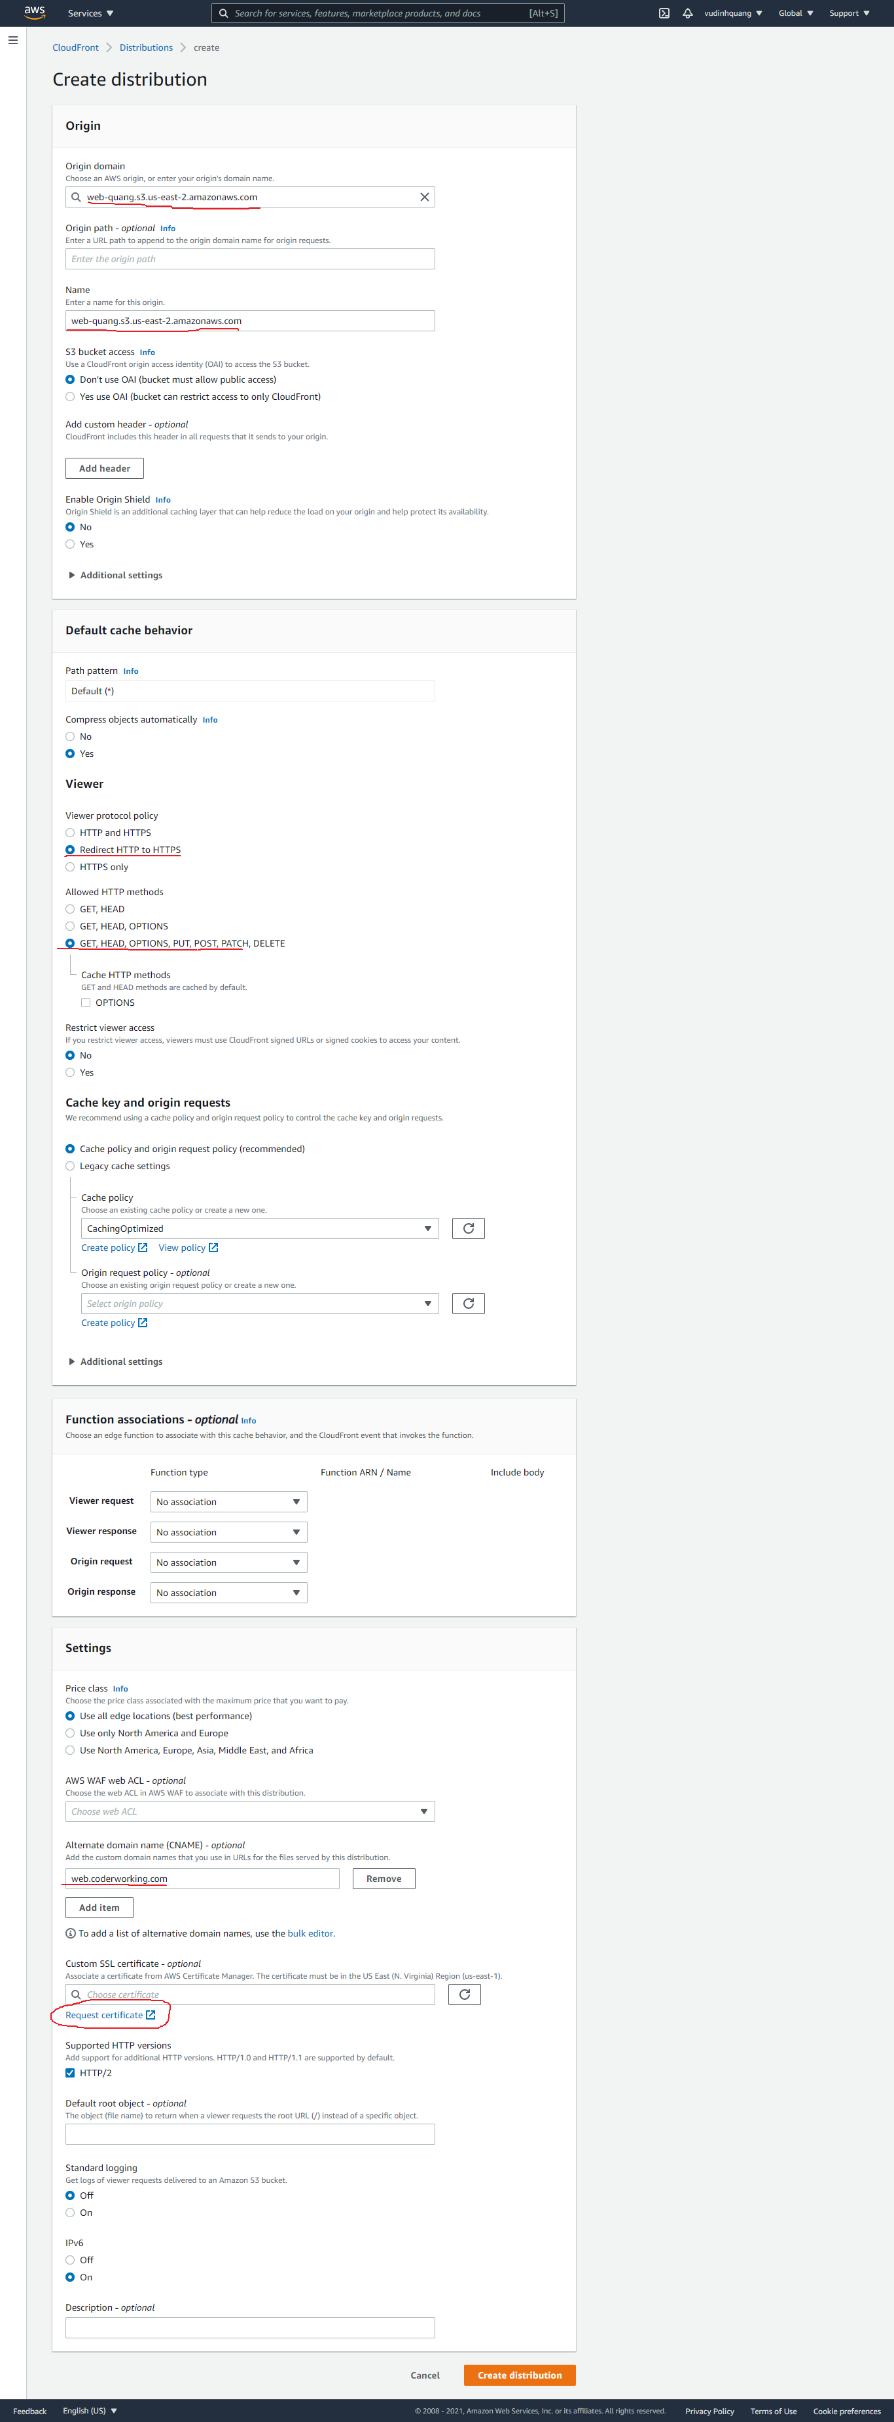 aws
Services
Search for services, features, marketplace products, and docs
[Alt+S]
vudinhquang
Global
Support
CloudFront
Distributions
create
Create distribution
Origin
Origin domain
Choose an AWS origin, or enter your origin's domain name.
web-quang.s3.us-east-2.amazonaws.com
Origin path - optional Info
Enter a URL path to append to the origin domain name for origin requests.
Enter the origin path
Name
Enter a name for this origin.
web-quang.s3.us-east-2.amazonaws.com
S3 bucket access Info
Use a CloudFront origin access identity (OAI) to access the S3 bucket.
Don't use OAI (bucket must allow public access)
Yes use OAI (bucket can restrict access to only CloudFront)
Add custom header - optional
CloudFront includes this header in all requests that it sends to your origin.
Add header
Enable Origin Shield Info
Origin Shield is an additional caching layer that can help reduce the load on your origin and help protect its availability.
No
Yes
Additional settings
Default cache behavior
Path pattern Info
Default (*)
Compress objects automatically Info
No
Yes
Viewer
Viewer protocol policy
HTTP and HTTPS
Redirect HTTP to HTTPS
HTTPS only
Allowed HTTP methods
GET, HEAD
GET, HEAD, OPTIONS
GET, HEAD, OPTIONS, PUT, POST, PATCH, DELETE
Cache HTTP methods
GET and HEAD methods are cached by default.
OPTIONS
Restrict viewer access
If you restrict viewer access, viewers must use CloudFront signed URLs or signed cookies to access your content.
No
Yes
Cache key and origin requests
We recommend using a cache policy and origin request policy to control the cache key and origin requests.
Cache policy and origin request policy (recommended)
Legacy cache settings
Cache policy
Choose an existing cache policy or create a new one.
CachingOptimized
Create policy View policy
Origin request policy - optional
Choose an existing origin request policy or create a new one.
Select origin policy
Create policy
Additional settings
Function associations - optional Info
Choose an edge function to associate with this cache behavior, and the CloudFront event that invokes the function.
Function type Function ARN / Name Include body
Viewer request No association
Viewer response No association
Origin request No association
Origin response No association
Settings
Price class Info
Choose the price class associated with the maximum price that you want to pay.
Use all edge locations (best performance)
Use only North America and Europe
Use North America, Europe, Asia, Middle East, and Africa
AWS WAF web ACL - optional
Choose the web ACL in AWS WAF to associate with this distribution.
Choose web ACL
Alternate domain name (CNAME) - optional
Add the custom domain names that you use in URLs for the files served by this distribution.
web.coderworking.com Remove
Add item
To add a list of alternative domain names, use the bulk editor.
Custom SSL certificate - optional
Associate a certificate from AWS Certificate Manager. The certificate must be in the US East (N. Virginia) Region (us-east-1).
Choose certificate
Request certificate
Supported HTTP versions
Add support for additional HTTP versions. HTTP/1.0 and HTTP/1.1 are supported by default.
HTTP/2
Default root object - optional
The object (file name) to return when a viewer requests the root URL (/) instead of a specific object.
Standard logging
Get logs of viewer requests delivered to an Amazon S3 bucket.
Off
On
IPv6
Off
On
Description - optional
Cancel Create distribution
Feedback English (US) © 2008 - 2021, Amazon Web Services, Inc. or its affiliates. All rights reserved. Privacy Policy Terms of Use Cookie preferences